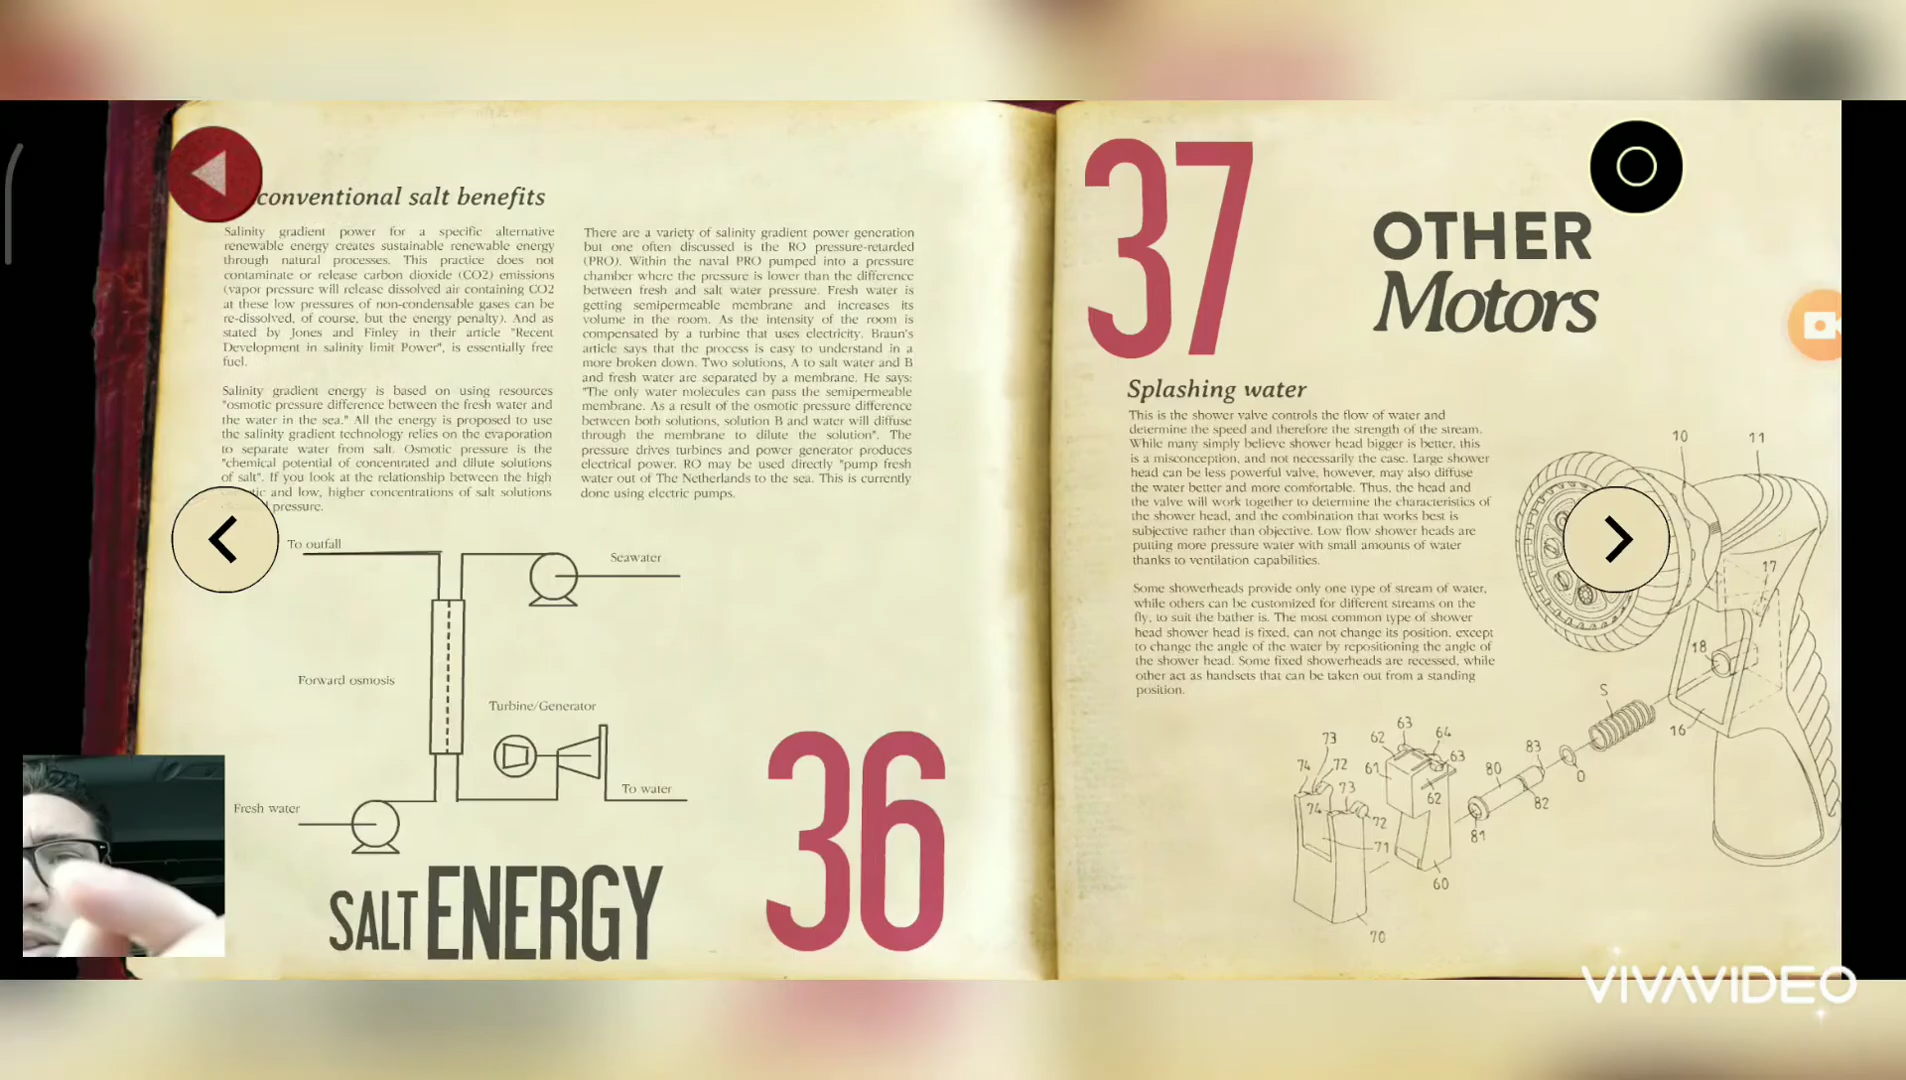 conventional salt benefits
Salinity gradient power for a specific alternative
renewable energy creates sustainable renewable energy
through natural processes. This practice does not
contaminate or release carbon dioxide (CO2) emissions
(vapor pressure will release dissolved air containing CO2
at these low pressures of non-condensable gases can be
re-dissolved, of course, but the energy penalty). And as
stated by Jones and Finley in their article "Recent
Development in salinity limit Power", is essentially free
fuel.
Salinity gradient energy is based on using resources
"osmotic pressure difference between the fresh water and
the water in the sea." All the energy is proposed to use
the salinity gradient technology relies on the evaporation
to separate water from salt. Osmotic pressure is the
"chemical potential of concentrated and dilute solutions
of salt". If you look at the relationship between the high
and low, higher concentrations of salt solutions
pressure.
There are a variety of salinity gradient power generation
but one often discussed is the RO pressure-retarded
(PRO). Within the naval PRO pumped into a pressure
chamber where the pressure is lower than the difference
between fresh and salt water pressure. Fresh water is
getting semipermeable membrane and increases its
volume in the room. As the intensity of the room is
compensated by a turbine that uses electricity. Braun's
article says that the process is easy to understand in a
more broken down. Two solutions, A to salt water and B
and fresh water are separated by a membrane. He says:
"The only water molecules can pass the semipermeable
membrane. As a result of the osmotic pressure difference
between both solutions, solution B and water will diffuse
through the membrane to dilute the solution". The
pressure drives turbines and power generator produces
electrical power. RO may be used directly "pump fresh
water out of The Netherlands to the sea. This is currently
done using electric pumps.
To outfall
Seawater
Forward osmosis
Turbine/Generator
To water
Fresh water
SALT ENERGY
36
37
OTHER
Motors
Splashing water
This is the shower valve controls the flow of water and
determine the speed and therefore the strength of the stream.
While many simply believe shower head bigger is better, this
is a misconception, and not necessarily the case. Large shower
head can be less powerful valve, however, may also diffuse
the water better and more comfortable. Thus, the head and
the valve will work together to determine the characteristics of
the shower head, and the combination that works best is
subjective rather than objective. Low flow shower heads are
putting more pressure water with small amounts of water
thanks to ventilation capabilities.
Some showerheads provide only one type of stream of water,
while others can be customized for different streams on the
fly, to suit the bather is. The most common type of shower
head shower head is fixed, can not change its position, except
to change the angle of the water by repositioning the angle of
the shower head. Some fixed showerheads are recessed, while
other act as handsets that can be taken out from a standing
position.
10
11
17
18
S
16
63
62
64
73
63
74
72
61
83
80
O
73
62
82
74
72
81
71
60
70
VIVAVIDEO